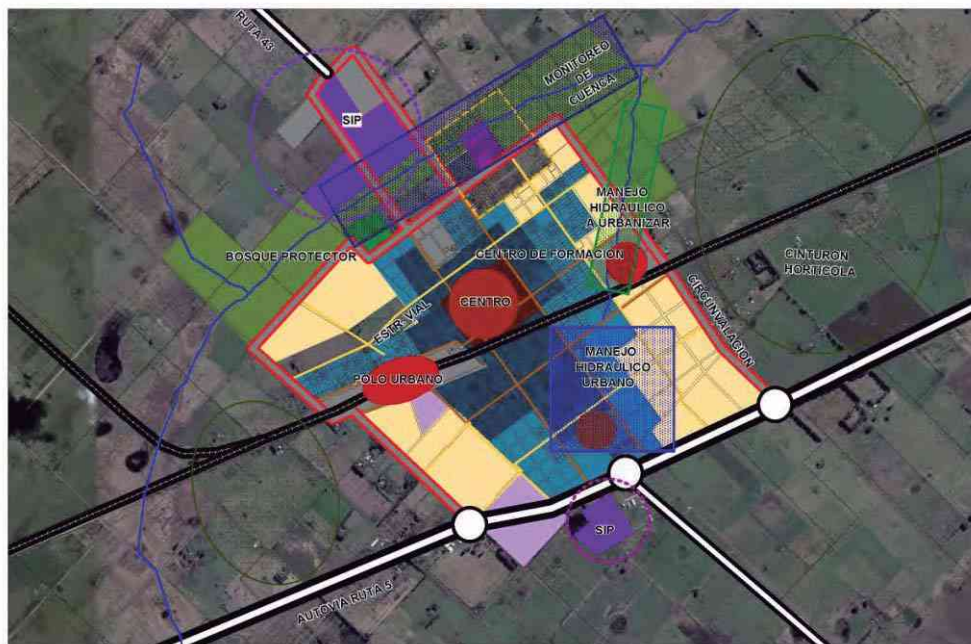 RUTA 43
MONITOREO
DE
CUENCA
SIP
MANEJO
HIDRAULICO
A URBANIZAR
BOSQUE PROTECTOR
CENTRO DE FORMACION
CINTURON
HORTICOLA
CENTRO
CIRCUNVALACION
ESTR. VIAL
MANEJO
HIDRAULICO
URBANO
POLO URBANO
SIP
AUTOVIA RUTA 5